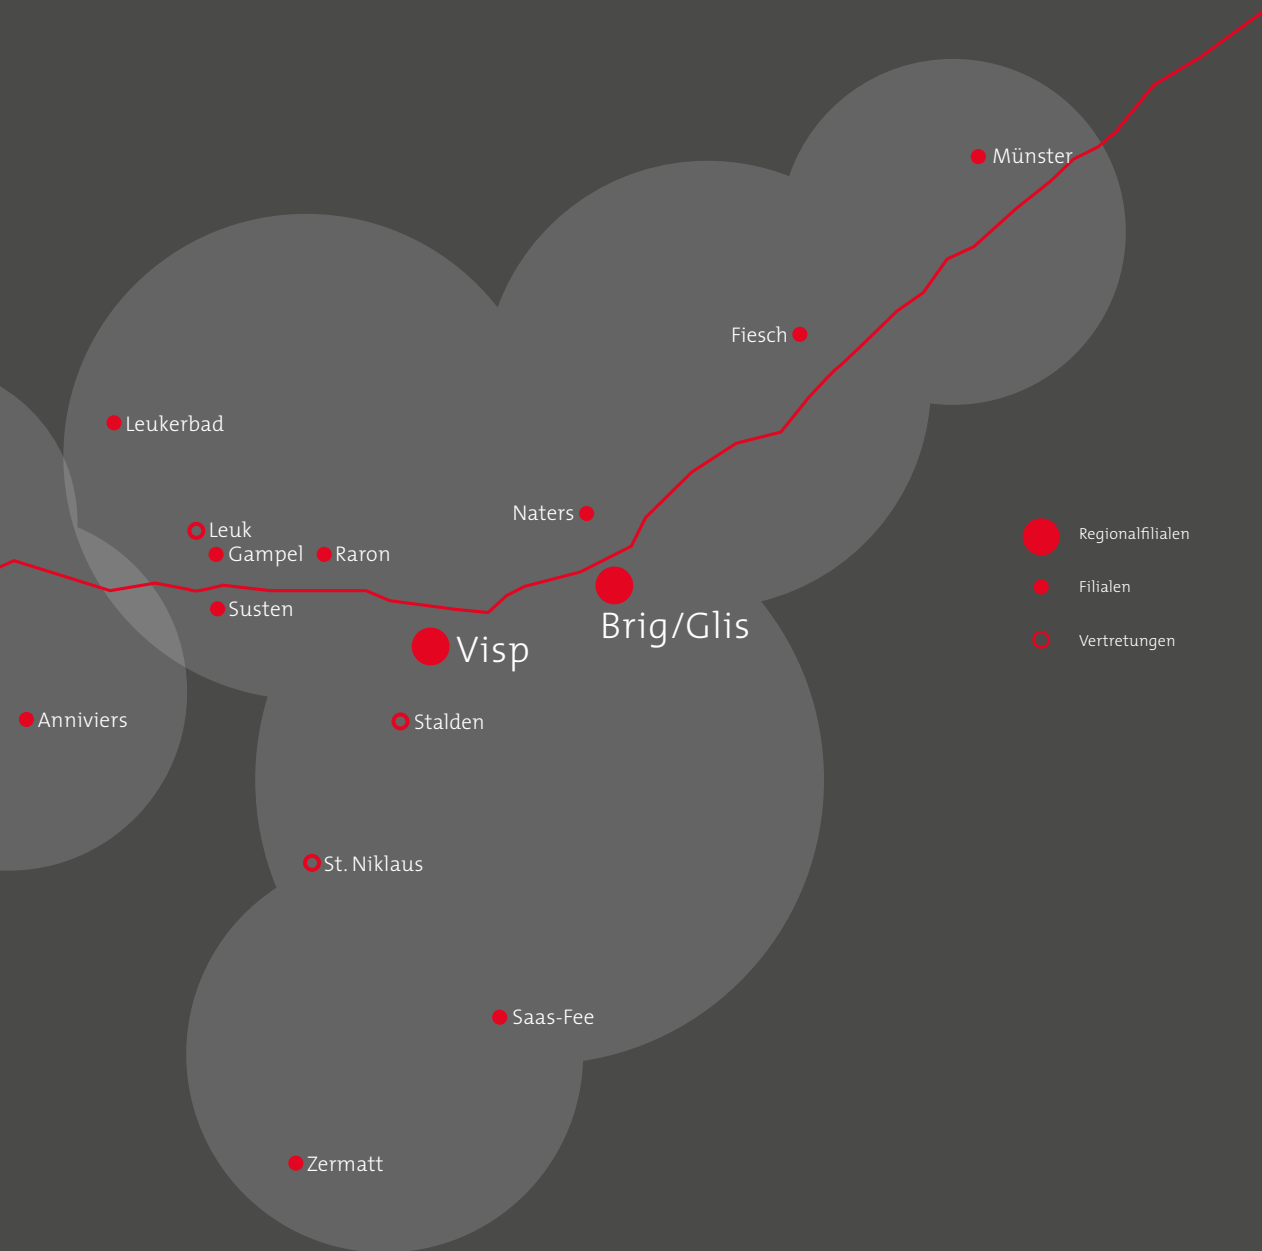 Münster
Fiesch
Leukerbad
Naters
Leuk
Gampel
Raron
Regionalfilialen
Filialen
Susten
Brig/Glis
Visp
Vertretungen
Anniviers
Stalden
St. Niklaus
Saas-Fee
Zermatt